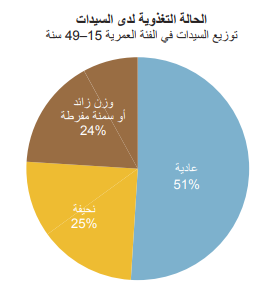 الحالة التغذوية لدى السيدات
توزيع السيدات في الفئة العمرية 15–49 سنة
وزن زائد
أو سمنة مفرطة
24%
عادية
51%
نحيفة
25%